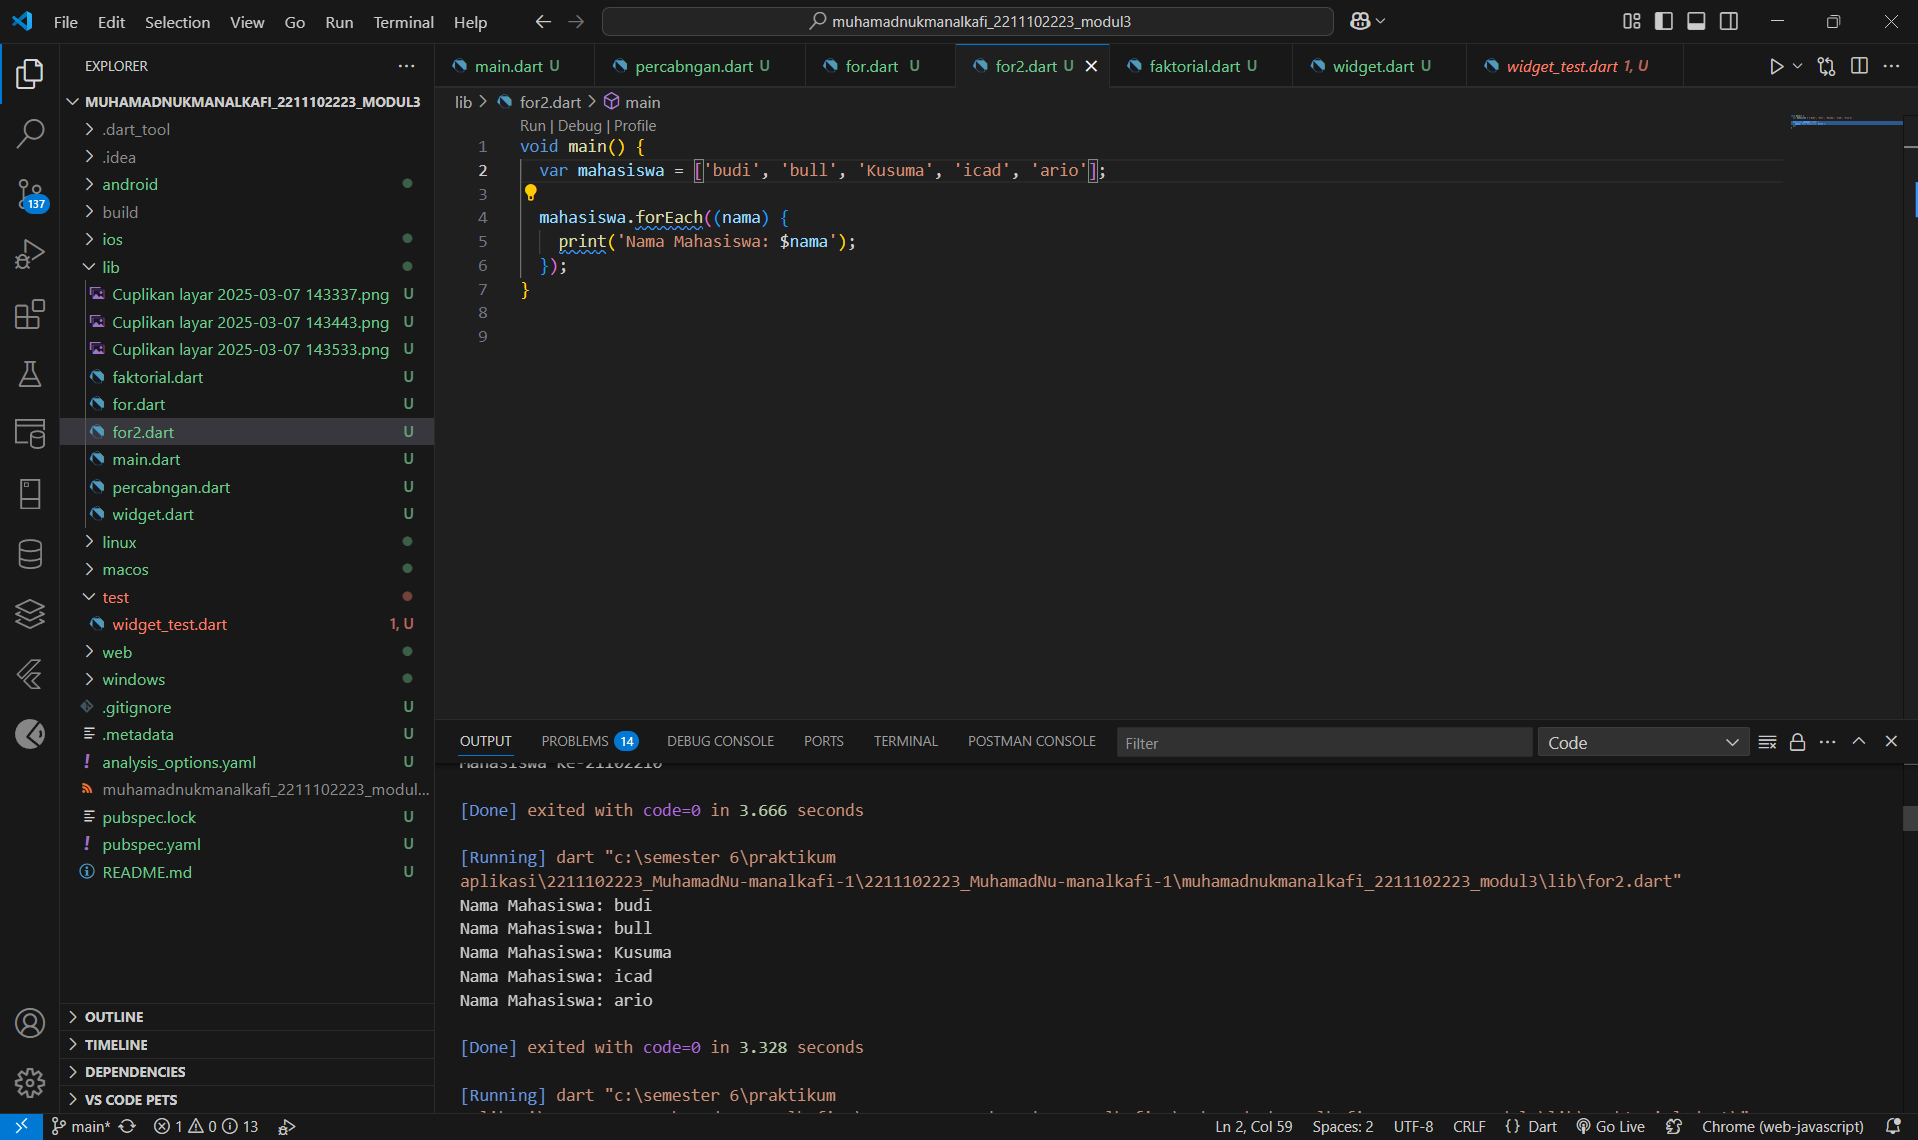 File Edit Selection View Go Run Terminal Help
muhamadnukmanalkafi_2211102223_modul3
EXPLORER
MUHAMADNUKMANALKAFI_2211102223_MODUL3
.dart_tool
.idea
android
build
ios
lib
Cuplikan layar 2025-03-07 143337.png U
Cuplikan layar 2025-03-07 143443.png U
Cuplikan layar 2025-03-07 143533.png U
faktorial.dart U
for.dart U
for2.dart U
main.dart U
percabngan.dart U
widget.dart U
linux
macos
test
widget_test.dart 1, U
web
windows
.gitignore U
.metadata U
analysis_options.yaml U
muhamadnukmanalkafi_2211102223_modul...
pubspec.lock U
pubspec.yaml U
README.md U
OUTLINE
TIMELINE
DEPENDENCIES
VS CODE PETS
137
main.dart U percabngan.dart U for.dart U for2.dart U faktorial.dart U widget.dart U widget_test.dart 1, U
lib > for2.dart > main
Run | Debug | Profile
1 void main() {
2 var mahasiswa = ['budi', 'bull', 'Kusuma', 'icad', 'ario'];
3
4 mahasiswa.forEach((nama) {
5 print('Nama Mahasiswa: $nama');
6 });
7 }
8
9
OUTPUT PROBLEMS 14 DEBUG CONSOLE PORTS TERMINAL POSTMAN CONSOLE Filter Code
Mahasiswa Ke-21102210
[Done] exited with code=0 in 3.666 seconds
[Running] dart "c:\semester 6\praktikum
aplikasi\2211102223_MuhamadNu-manalkafi-1\2211102223_MuhamadNu-manalkafi-1\muhamadnukmanalkafi_2211102223_modul3\lib\for2.dart"
Nama Mahasiswa: budi
Nama Mahasiswa: bull
Nama Mahasiswa: Kusuma
Nama Mahasiswa: icad
Nama Mahasiswa: ario
[Done] exited with code=0 in 3.328 seconds
[Running] dart "c:\semester 6\praktikum
main* 1 0 13 Ln 2, Col 59 Spaces: 2 UTF-8 CRLF {} Dart Go Live Chrome (web-javascript)